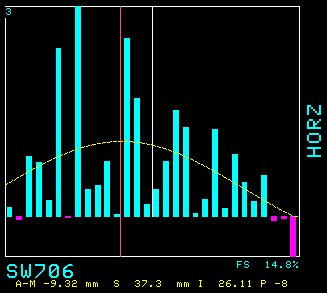 3
HORZ
FS 14.8%
SW706
A-M -9.32 mm S 37.3 mm I 26.11 P -8